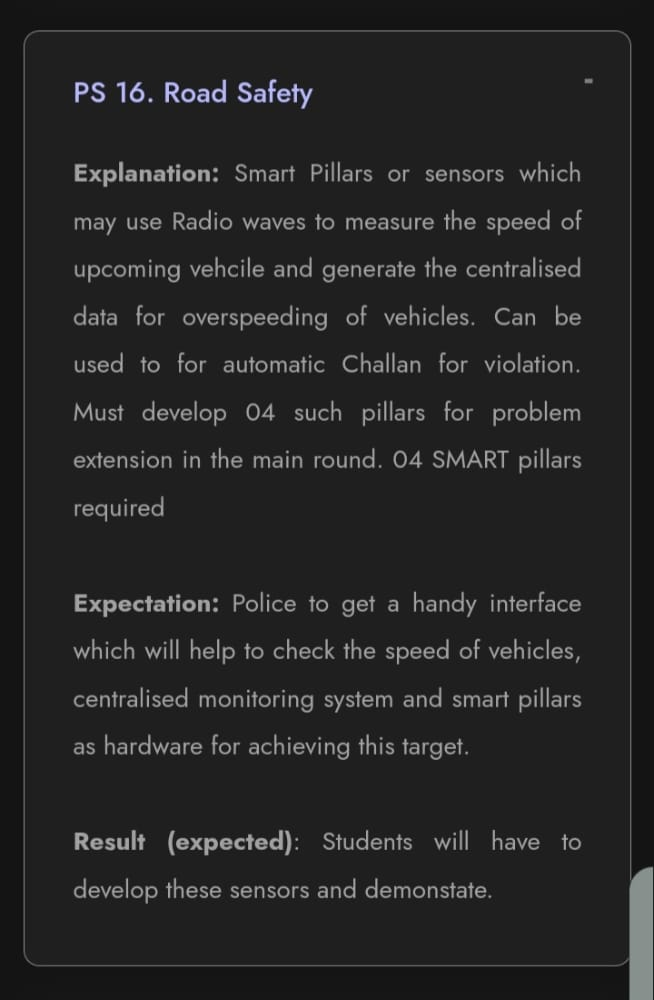 PS 16. Road Safety
-
Explanation: Smart Pillars or sensors which
may use Radio waves to measure the speed of
upcoming vehcile and generate the centralised
data for overspeeding of vehicles. Can be
used to for automatic Challan for violation.
Must develop 04 such pillars for problem
extension in the main round. 04 SMART pillars
required
Expectation: Police to get a handy interface
which will help to check the speed of vehicles,
centralised monitoring system and smart pillars
as hardware for achieving this target.
Result (expected): Students will have to
develop these sensors and demonstate.